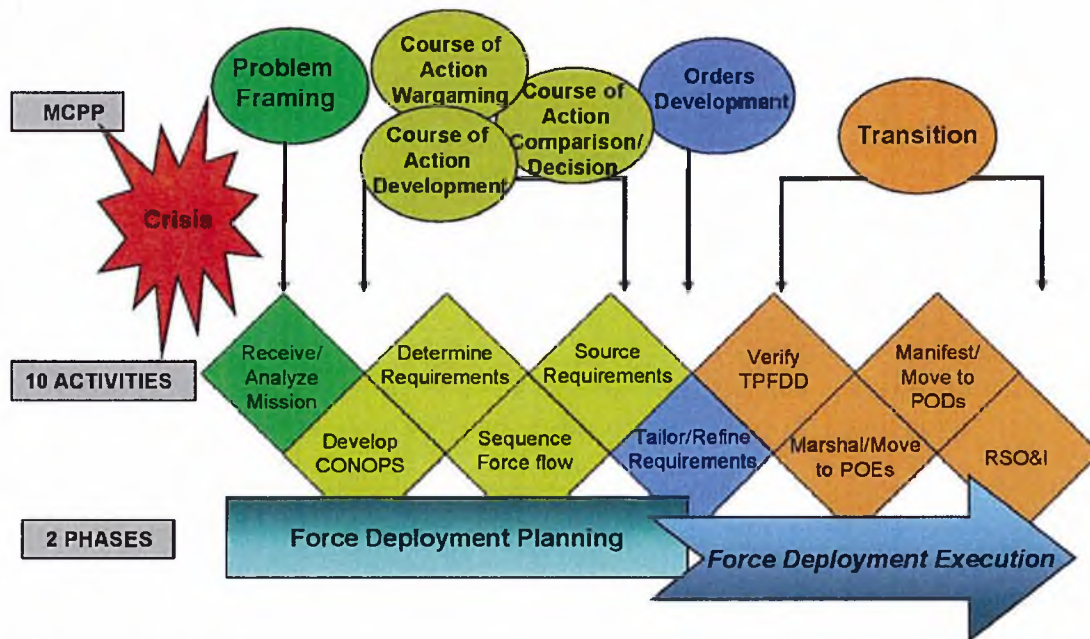 MCPP
Crisis
Problem
Framing
Course of
Action
Wargaming
Course of
Action
Development
Course of
Action
Comparison/
Decision
Orders
Development
Transition
10 ACTIVITIES
Receive/
Analyze
Mission
Develop
CONOPS
Determine
Requirements
Sequence
Force flow
Source
Requirements
Tailor/Refine
Requirements
Verify
TPFDD
Marshal/Move
to POEs
Manifest/
Move to
PODs
RSO&I
2 PHASES
Force Deployment Planning
Force Deployment Execution